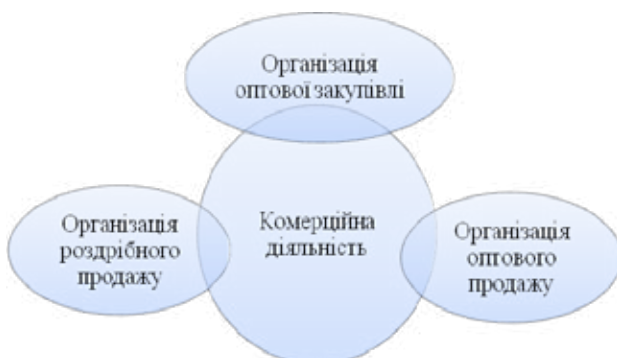 Організація
оптової закупівлі
Комерційна
діяльність
Організація
роздрібного
продажу
Організація
оптового
продажу